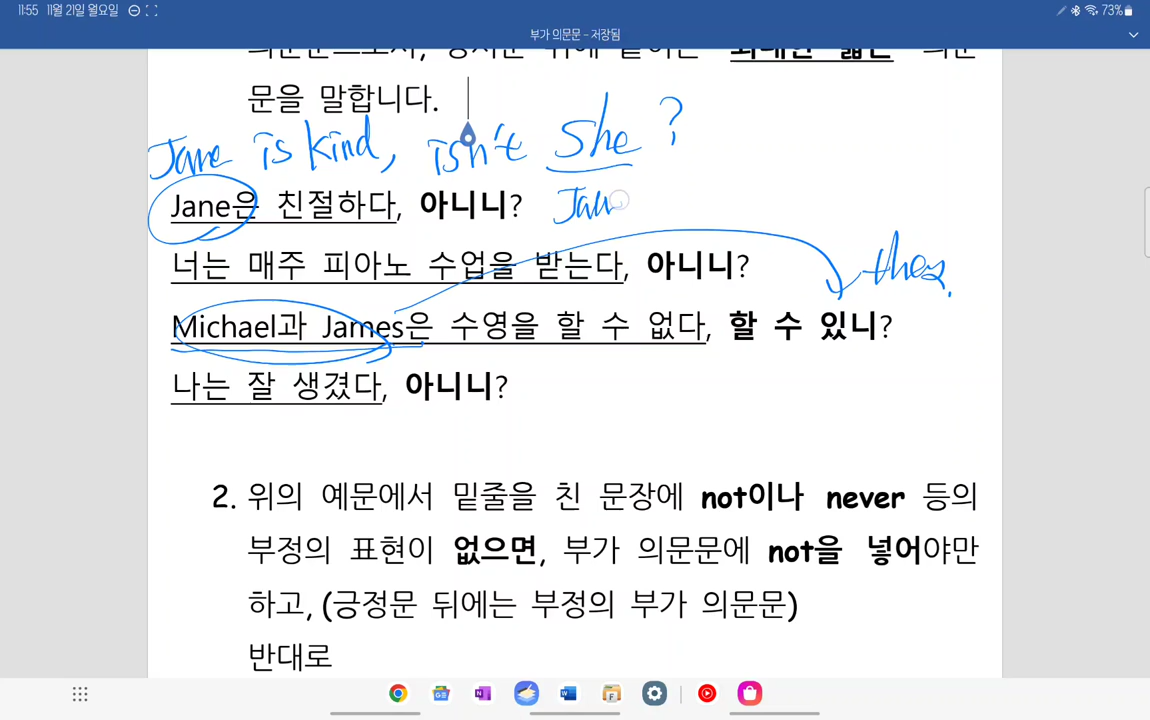 11:55 11월 21일 월요일
73%
부가 의문문 – 저장됨
문을 말합니다.
Jane is kind, isn't She ?
Jane은 친절하다, 아니니?
너는 매주 피아노 수업을 받는다, 아니니?
they.
Michael과 James은 수영을 할 수 없다, 할 수 있니?
나는 잘 생겼다, 아니니?
2. 위의 예문에서 밑줄을 친 문장에 not이나 never 등의
부정의 표현이 없으면, 부가 의문문에 not을 넣어야만
하고, (긍정문 뒤에는 부정의 부가 의문문)
반대로